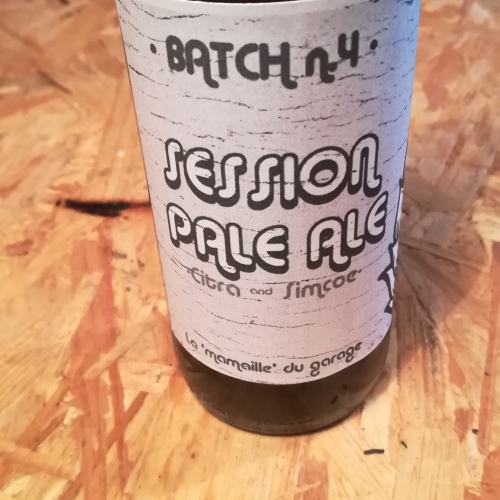 • BATCH n.4 •
SESSION
PALE ALE
•Citra and Simcoe•
La 'mamaille' du garage